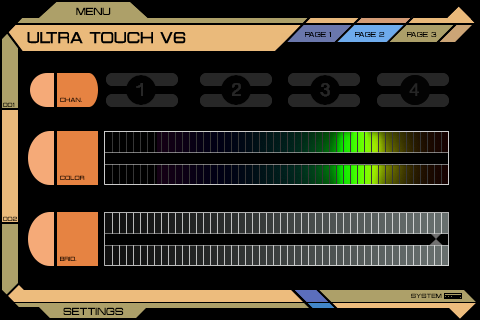 MENU
ULTRA TOUCH V6
PAGE 1
PAGE 2
PAGE 3
001
CHAN.
1
2
3
4
COLOR
002
BRIG.
SYSTEM
SETTINGS